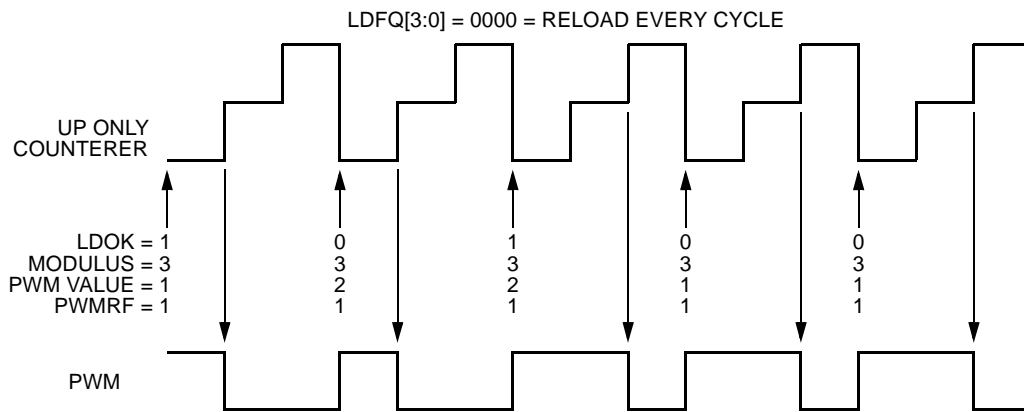 LDFQ[3:0] = 0000 = RELOAD EVERY CYCLE
UP ONLY
COUNTERER
LDOK = 1 0 1 0 0
MODULUS = 3 3 3 3 3
PWM VALUE = 1 2 2 1 1
PWMRF = 1 1 1 1 1
PWM